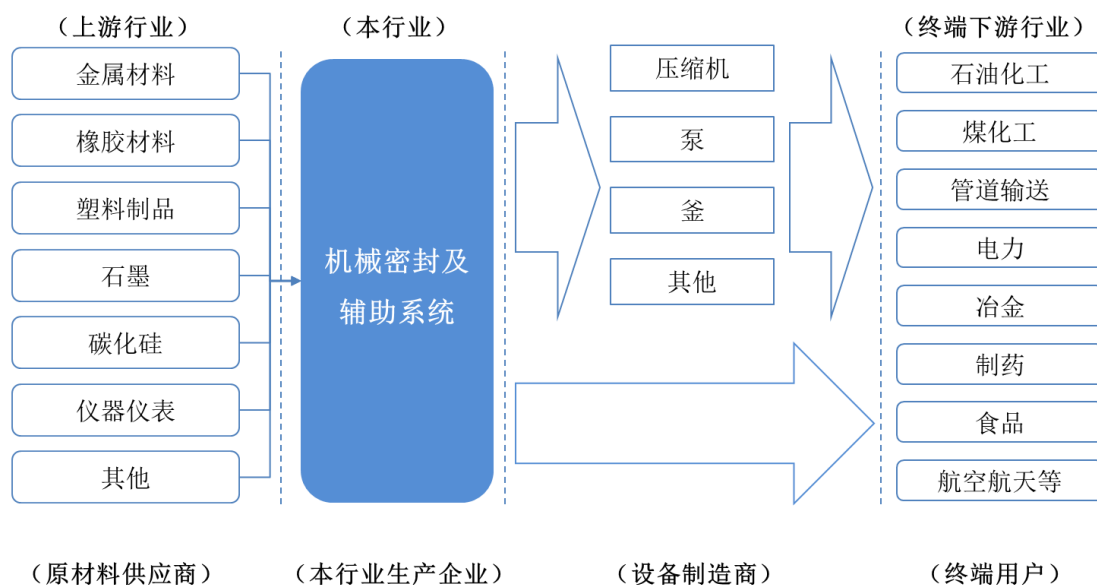 （上游行业）
（本行业）
（终端下游行业）
金属材料
橡胶材料
塑料制品
石墨
碳化硅
仪器仪表
其他
机械密封及
辅助系统
压缩机
泵
釜
其他
石油化工
煤化工
管道输送
电力
冶金
制药
食品
航空航天等
（原材料供应商）
（本行业生产企业）
（设备制造商）
（终端用户）